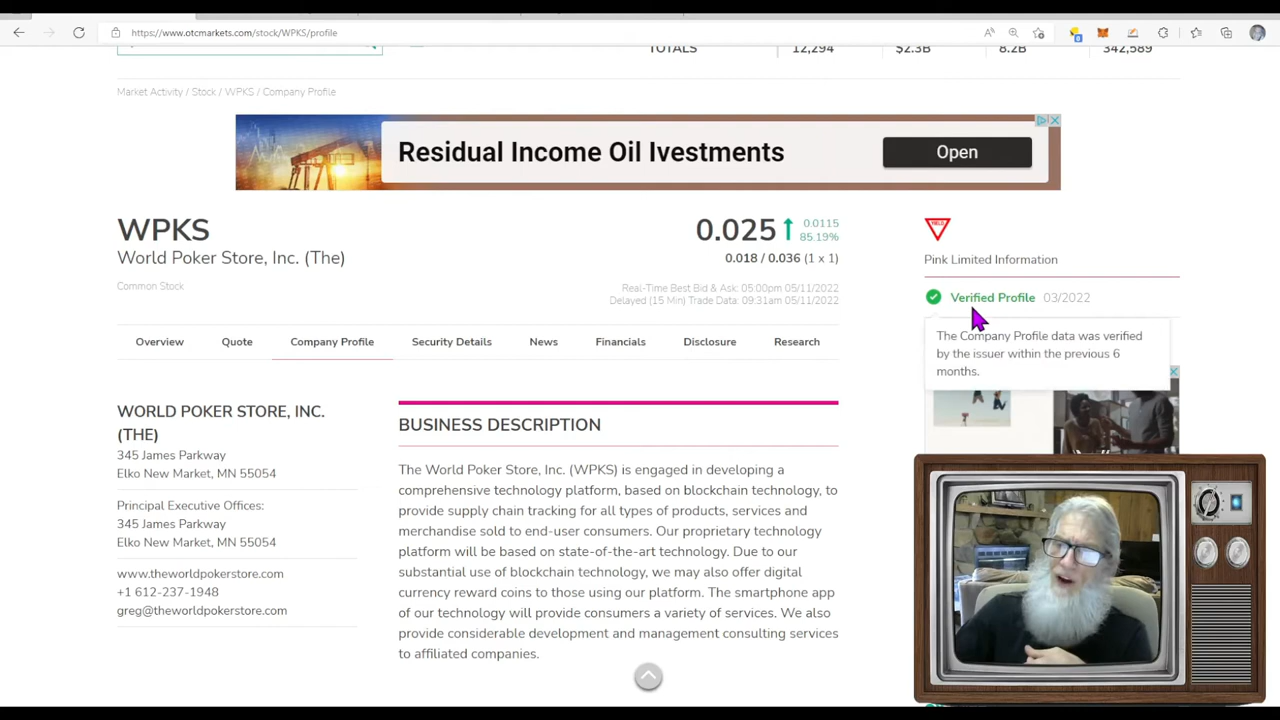 https://www.otcmarkets.com/stock/WPKS/profile
TOTALS 12,294 $2.3B 8.2B 342,589
Market Activity / Stock / WPKS / Company Profile
Residual Income Oil Ivestments
Open
WPKS
World Poker Store, Inc. (The)
Common Stock
0.025 0.0115
85.19%
0.018 / 0.036 (1 x 1)
Real-Time Best Bid & Ask: 05:00pm 05/11/2022
Delayed (15 Min) Trade Data: 09:31am 05/11/2022
YIELD
Pink Limited Information
Verified Profile 03/2022
The Company Profile data was verified
by the issuer within the previous 6
months.
Overview Quote Company Profile Security Details News Financials Disclosure Research
WORLD POKER STORE, INC.
(THE)
345 James Parkway
Elko New Market, MN 55054
Principal Executive Offices:
345 James Parkway
Elko New Market, MN 55054
www.theworldpokerstore.com
+1 612-237-1948
greg@theworldpokerstore.com
BUSINESS DESCRIPTION
The World Poker Store, Inc. (WPKS) is engaged in developing a
comprehensive technology platform, based on blockchain technology, to
provide supply chain tracking for all types of products, services and
merchandise sold to end-user consumers. Our proprietary technology
platform will be based on state-of-the-art technology. Due to our
substantial use of blockchain technology, we may also offer digital
currency reward coins to those using our platform. The smartphone app
of our technology will provide consumers a variety of services. We also
provide considerable development and management consulting services
to affiliated companies.